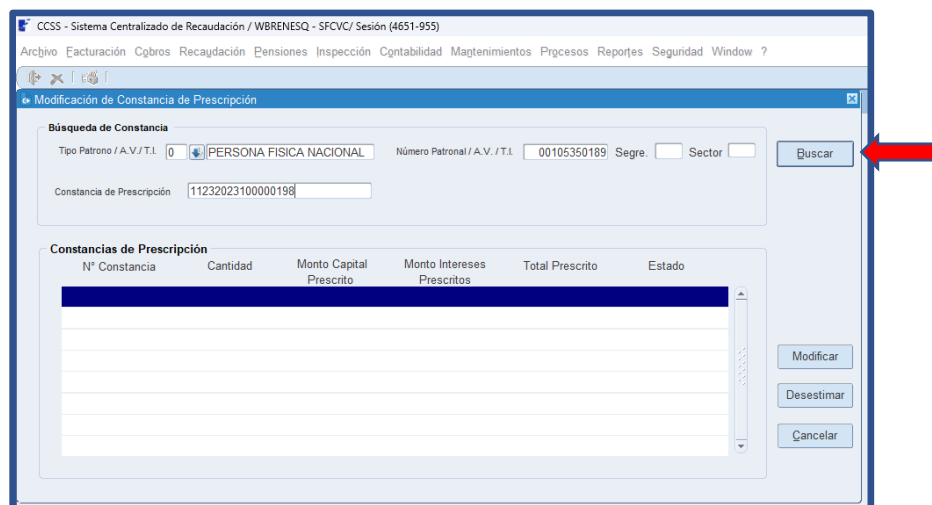 CCSS - Sistema Centralizado de Recaudación / WBRENESQ - SFCVC/ Sesión (4651-955)
Archivo Facturación Cobros Recaudación Pensiones Inspección Contabilidad Mantenimientos Procesos Reportes Seguridad Window ?
Modificación de Constancia de Prescripción
Búsqueda de Constancia
Tipo Patrono / A.V./ T.I. 0 PERSONA FISICA NACIONAL Número Patronal / A.V. / T.I. 00105350189 Segre. Sector Buscar
Constancia de Prescripción 11232023100000198
Constancias de Prescripción
N° Constancia Cantidad Monto Capital Prescrito Monto Intereses Prescritos Total Prescrito Estado
Modificar
Desestimar
Cancelar